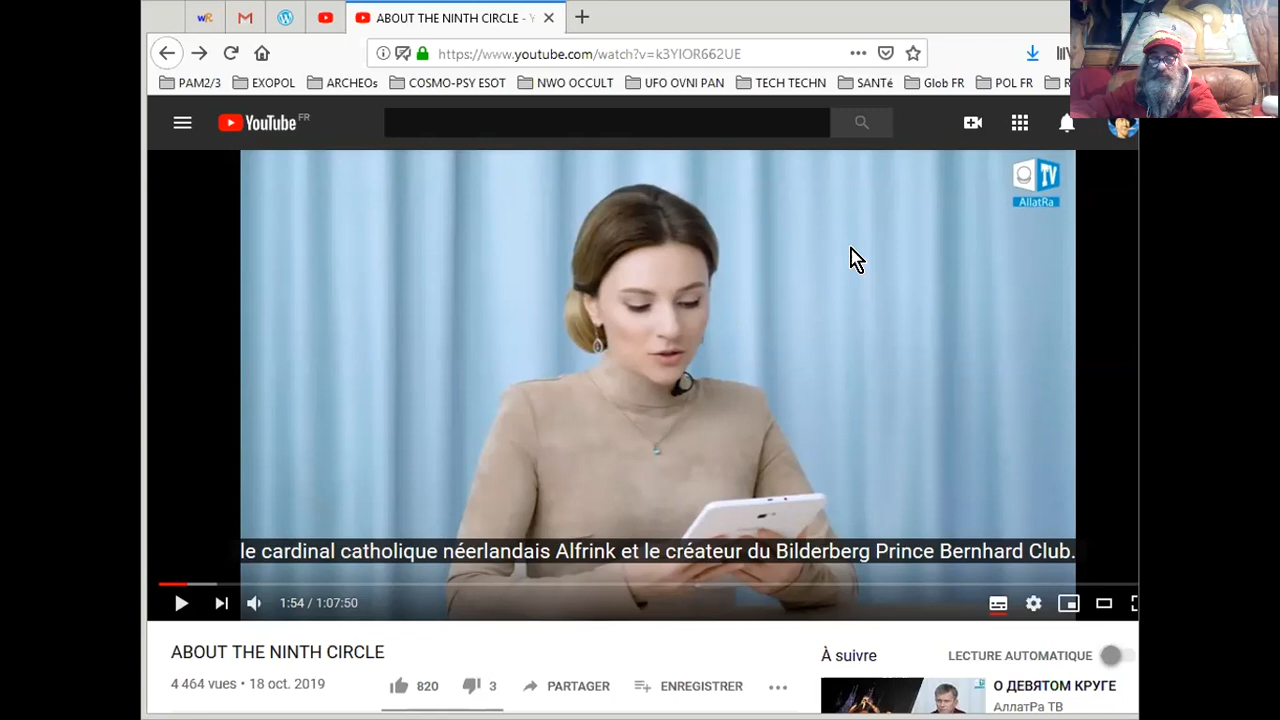 ABOUT THE NINTH CIRCLE - Y
https://www.youtube.com/watch?v=k3YIOR662UE
PAM2/3 EXOPOL ARCHEOs COSMO-PSY ESOT NWO OCCULT UFO OVNI PAN TECH TECHN SANTé Glob FR POL FR
YouTube FR
TV
AllatRa
le cardinal catholique néerlandais Alfrink et le créateur du Bilderberg Prince Bernhard Club.
1:54 / 1:07:50
ABOUT THE NINTH CIRCLE
À suivre
LECTURE AUTOMATIQUE
4 464 vues • 18 oct. 2019
820
3
PARTAGER
ENREGISTRER
О ДЕВЯТОМ КРУГЕ
АллатРа ТВ